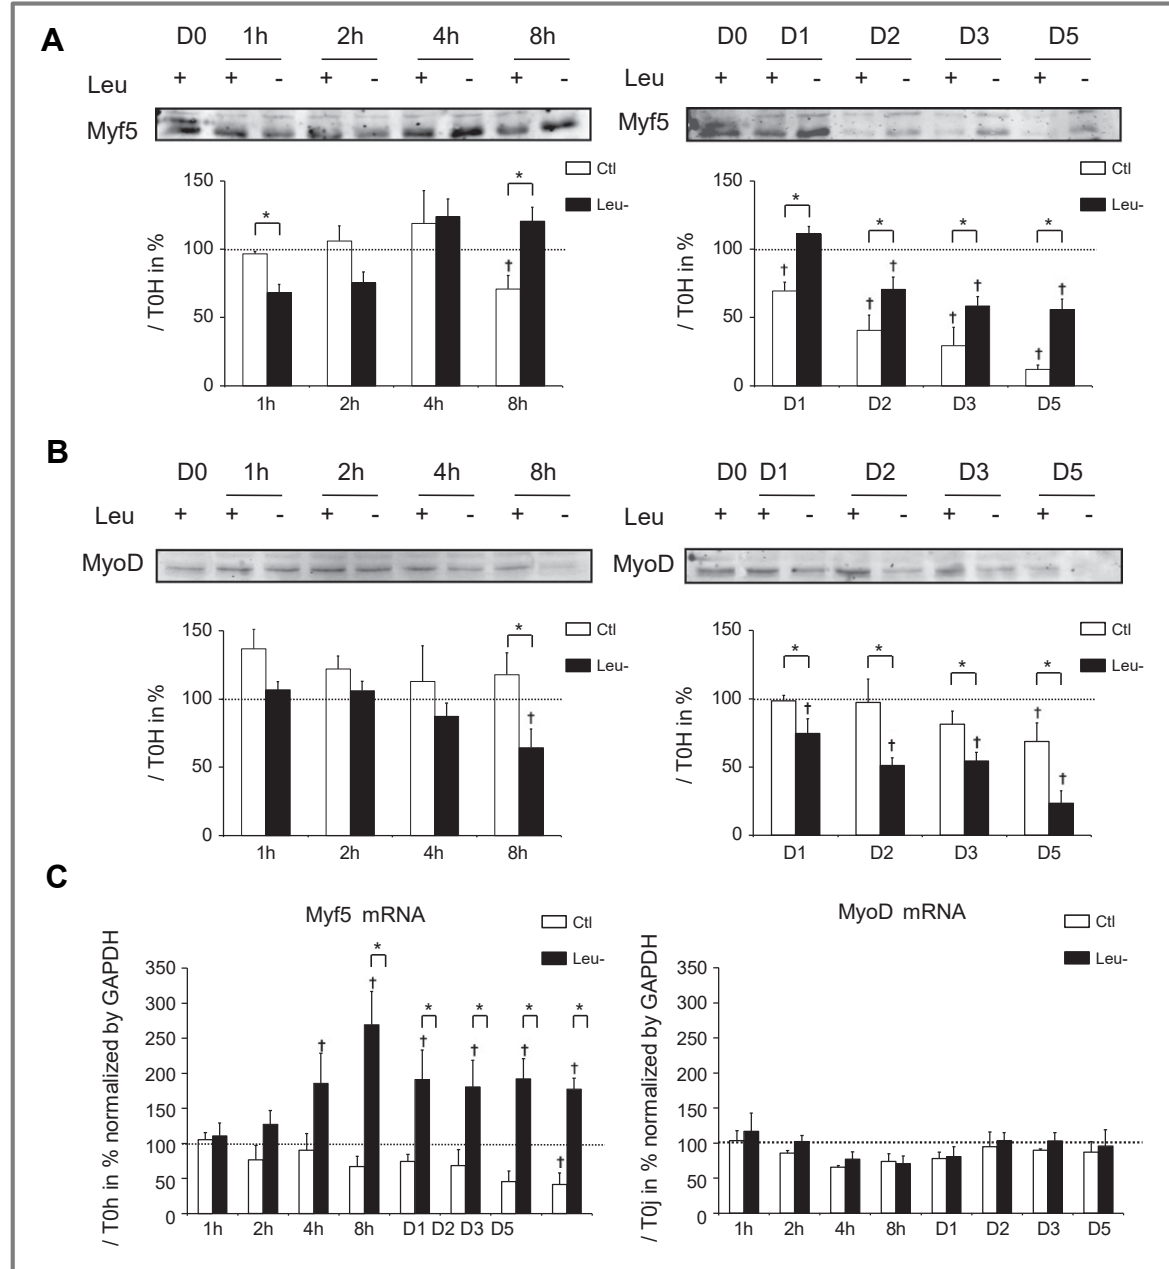 A
D0 1h 2h 4h 8h
Leu + + - + - + - + -
Myf5
Ctl
Leu-
/ T0H in %
150
100
50
0
* *
†
1h 2h 4h 8h
D0 D1 D2 D3 D5
Leu + + - + - + - + -
Myf5
Ctl
Leu-
/ T0H in %
150
100
50
0
* * * *
† † † † † † †
D1 D2 D3 D5
B
D0 1h 2h 4h 8h
Leu + + - + - + - + -
MyoD
Ctl
Leu-
/ T0H in %
150
100
50
0
*
†
1h 2h 4h 8h
D0 D1 D2 D3 D5
Leu + + - + - + - + -
MyoD
Ctl
Leu-
/ T0H in %
150
100
50
0
* * * *
† † † † †
D1 D2 D3 D5
C
Myf5 mRNA
Ctl
Leu-
/ T0h in % normalized by GAPDH
350
300
250
200
150
100
50
0
* * * * *
† † † † † † †
1h 2h 4h 8h D1 D2 D3 D5
MyoD mRNA
Ctl
Leu-
/ T0j in % normalized by GAPDH
350
300
250
200
150
100
50
0
1h 2h 4h 8h D1 D2 D3 D5